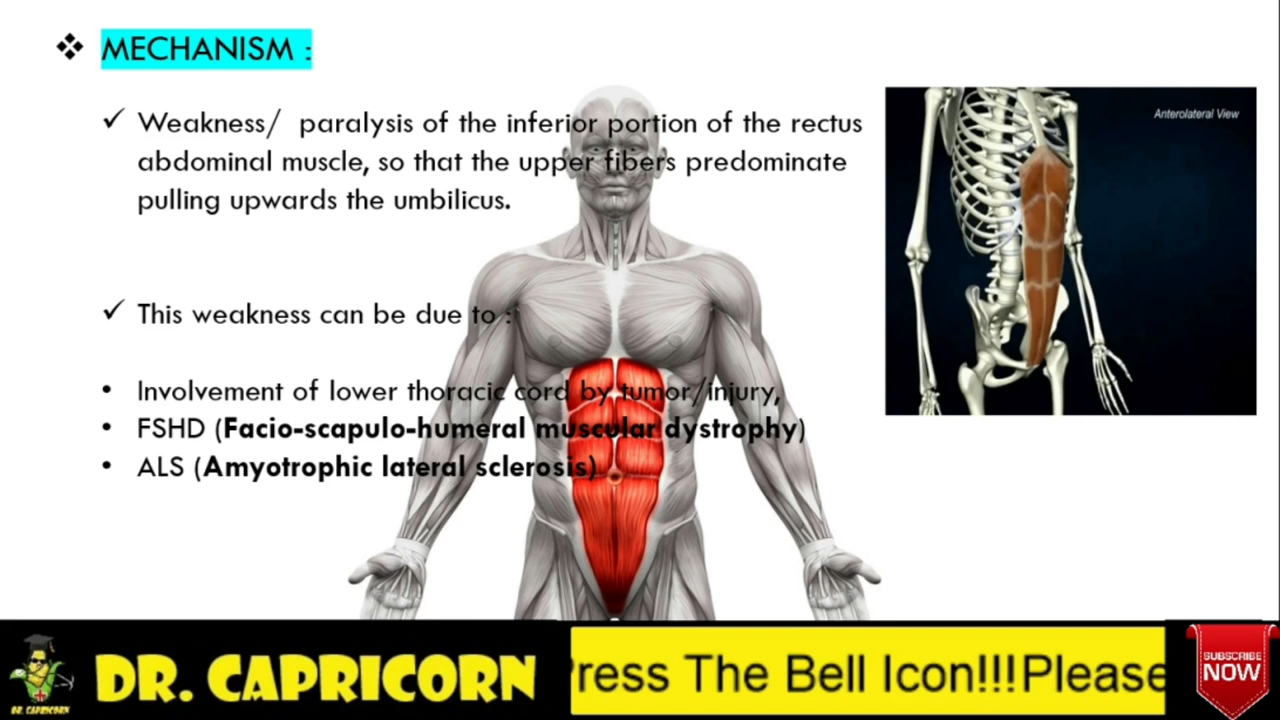 ❖ MECHANISM :
✓ Weakness/ paralysis of the inferior portion of the rectus
abdominal muscle, so that the upper fibers predominate
pulling upwards the umbilicus.
Anterolateral View
✓ This weakness can be due to :
• Involvement of lower thoracic cord by tumor/injury,
• FSHD (Facio-scapulo-humeral muscular dystrophy)
• ALS (Amyotrophic lateral sclerosis)
DR. CAPRICORN
DR. CAPRICORN
ress The Bell Icon!!!Please
SUBSCRIBE
NOW